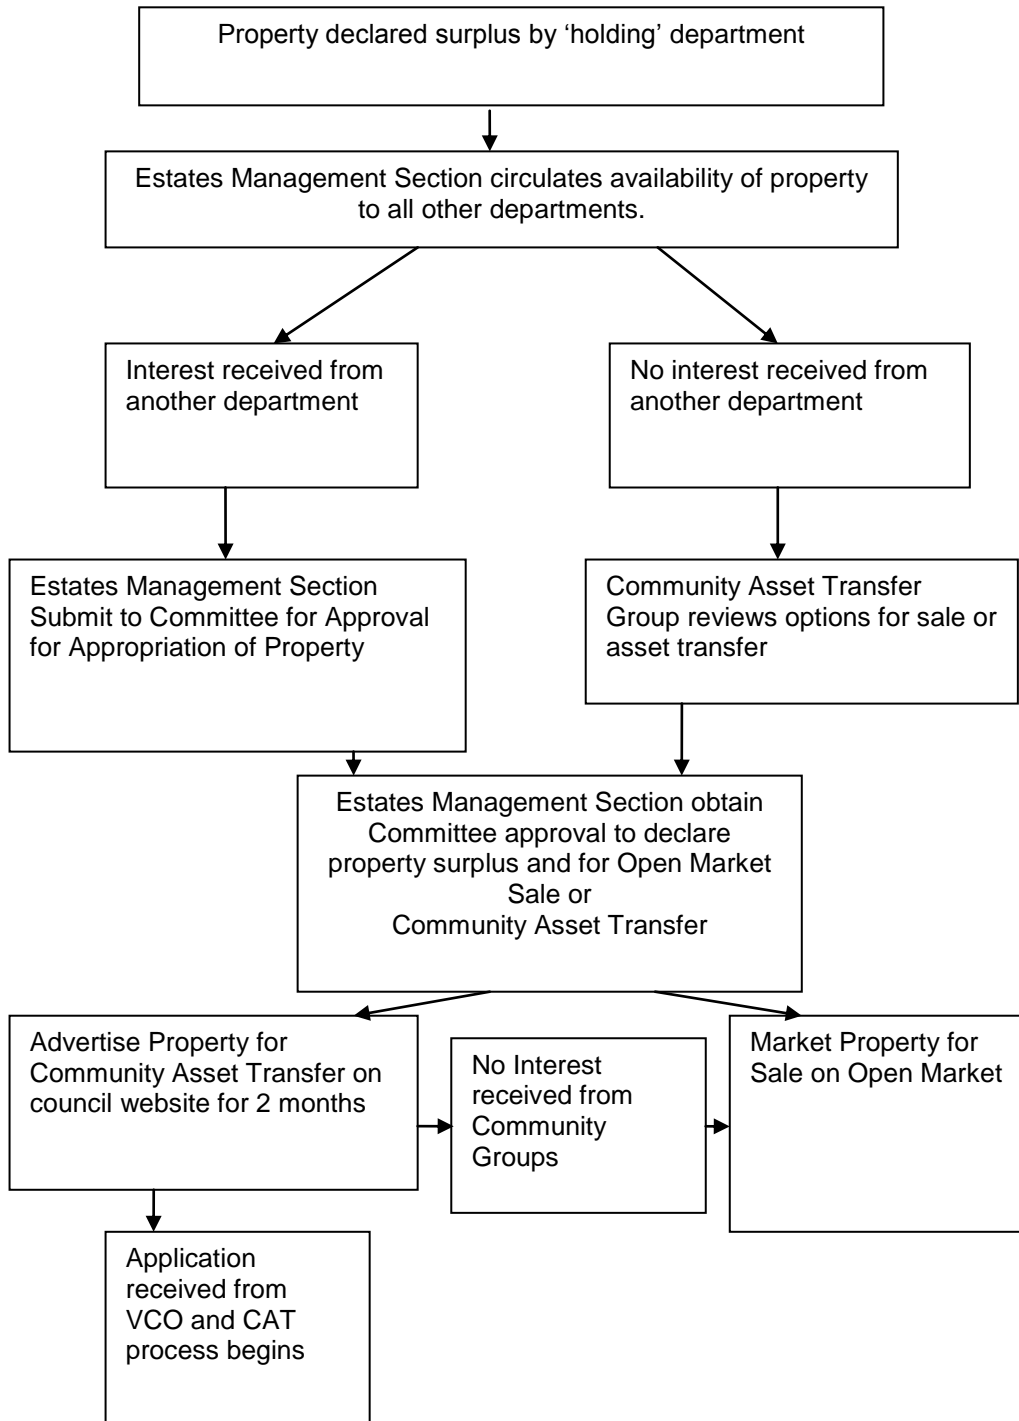 Property declared surplus by ‘holding’ department
Estates Management Section circulates availability of property
to all other departments.
Interest received from
another department
No interest received from
another department
Estates Management Section
Submit to Committee for Approval
for Appropriation of Property
Community Asset Transfer
Group reviews options for sale or
asset transfer
Estates Management Section obtain
Committee approval to declare
property surplus and for Open Market
Sale or
Community Asset Transfer
Advertise Property for
Community Asset Transfer on
council website for 2 months
No Interest
received from
Community
Groups
Market Property for
Sale on Open Market
Application
received from
VCO and CAT
process begins